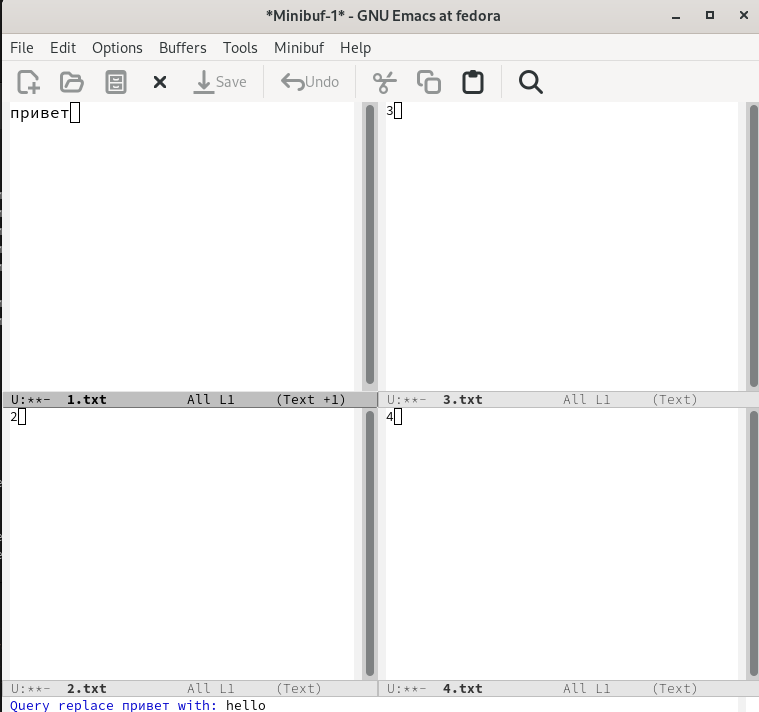 *Minibuf-1* - GNU Emacs at fedora
File Edit Options Buffers Tools Minibuf Help
Save Undo
привет
3
U:**- 1.txt All L1 (Text +1)
U:**- 3.txt All L1 (Text)
2
4
U:**- 2.txt All L1 (Text)
U:**- 4.txt All L1 (Text)
Query replace привет with: hello